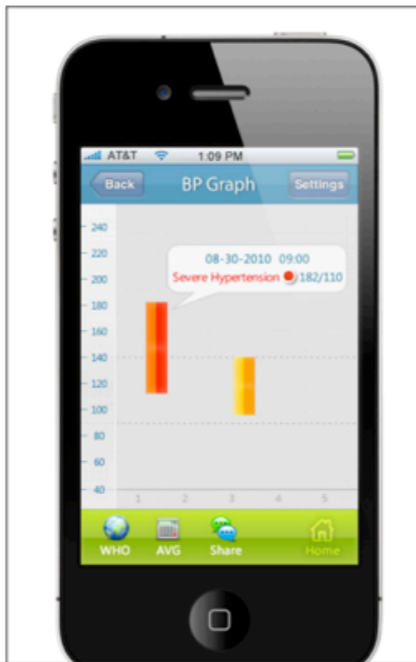 AT&T 1:09 PM
Back BP Graph Settings
240
220
08-30-2010 09:00
200
Severe Hypertension 182/110
180
160
140
120
100
80
60
40
1 2 3 4 5
WHO AVG Share Home